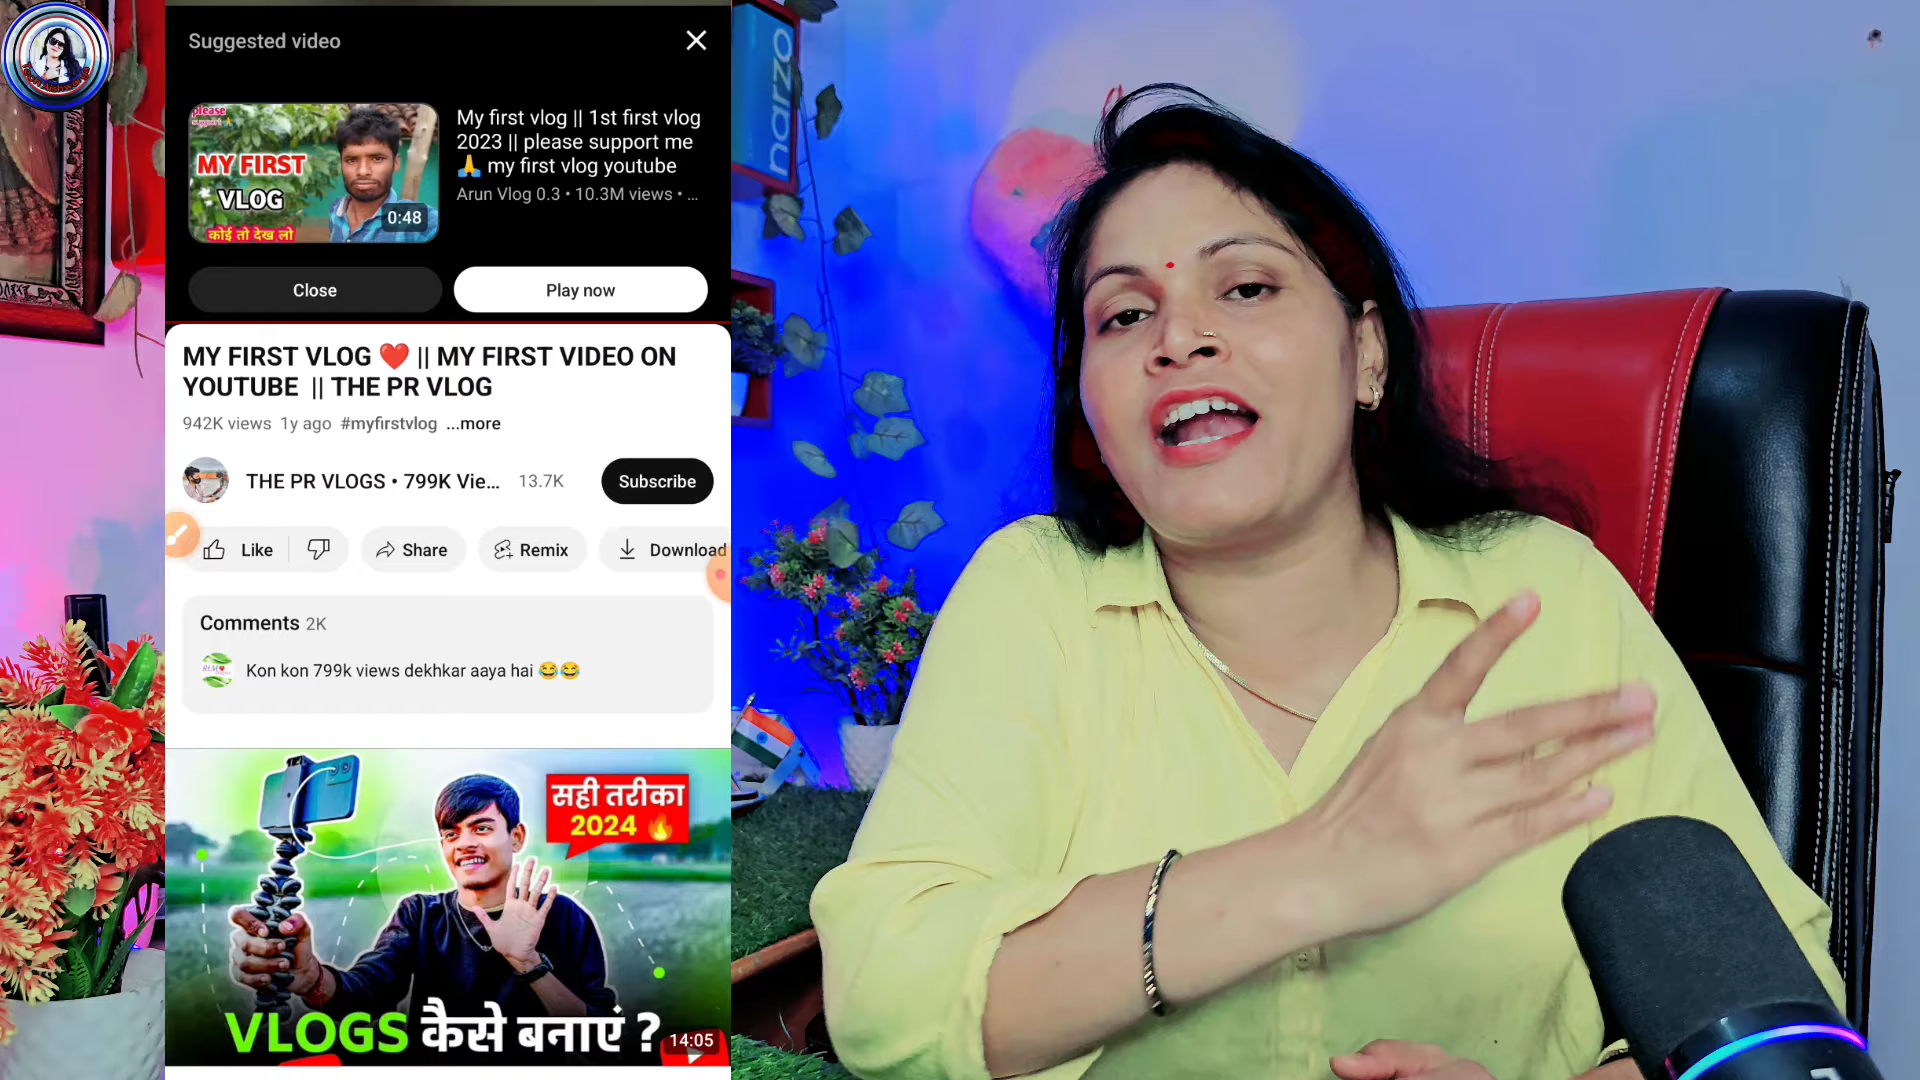 Suggested video
please
support
MY FIRST
VLOG
कोई तो देख लो
0:48
My first vlog || 1st first vlog
2023 || please support me
🙏 my first vlog youtube
Arun Vlog 0.3 • 10.3M views • ...
Close
Play now
MY FIRST VLOG ❤️ || MY FIRST VIDEO ON
YOUTUBE || THE PR VLOG
942K views 1y ago #myfirstvlog ...more
THE PR VLOGS • 799K Vie... 13.7K
Subscribe
Like
Share
Remix
Download
Comments 2K
Kon kon 799k views dekhkar aaya hai 😂😂
सही तरीका
2024 🔥
VLOGS कैसे बनाएं ?
14:05
narzo